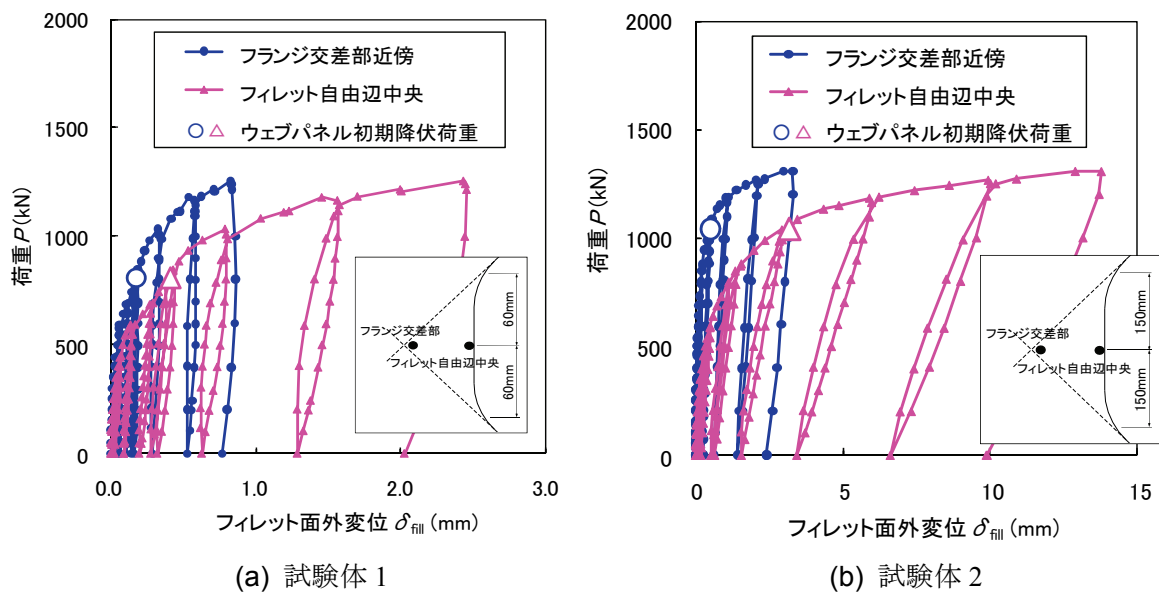 2000
1500
1000
500
0
荷重 P (kN)
フランジ交差部近傍
フィレット自由辺中央
ウェブパネル初期降伏荷重
フランジ交差部
フィレット自由辺中央
60mm
60mm
0.0 1.0 2.0 3.0
フィレット面外変位 δfill (mm)
(a) 試験体 1
2000
1500
1000
500
0
荷重 P (kN)
フランジ交差部近傍
フィレット自由辺中央
ウェブパネル初期降伏荷重
フランジ交差部
フィレット自由辺中央
150mm
150mm
0 5 10 15
フィレット面外変位 δfill (mm)
(b) 試験体 2